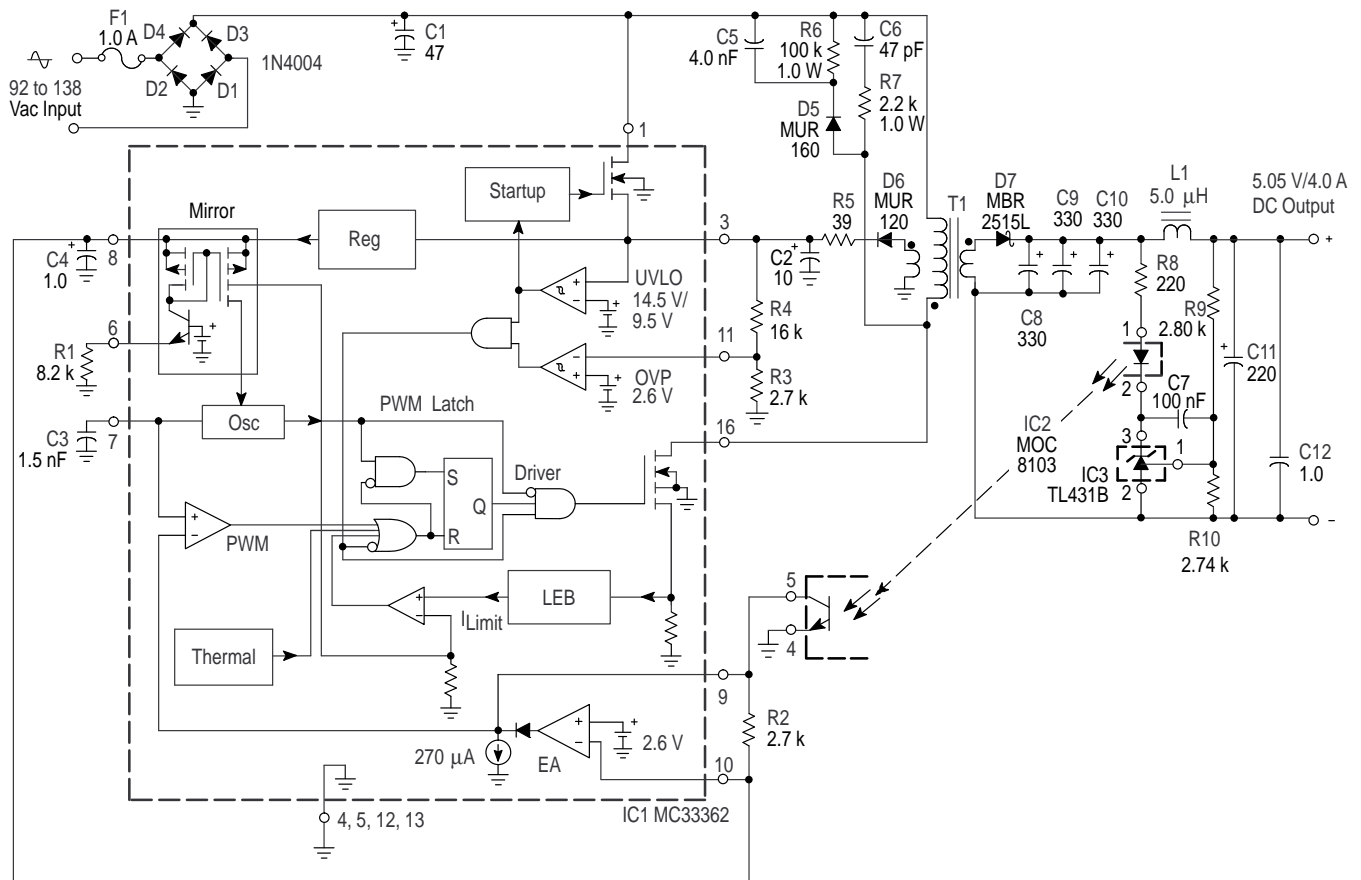 F1
1.0 A
D4
D3
D2
D1
1N4004
92 to 138
Vac Input
+
C1
47
C5
4.0 nF
R6
100 k
1.0 W
C6
47 pF
R7
2.2 k
1.0 W
D5
MUR
160
1
Startup
Mirror
Reg
8
+
C4
1.0
3
R5
39
D6
MUR
120
T1
D7
MBR
2515L
C9
330
C10
330
L1
5.0 µH
5.05 V/4.0 A
DC Output
+
+
C2
10
+
+
+
C8
330
R8
220
R9
2.80 k
UVLO
14.5 V/
9.5 V
+
–
+
R4
16 k
11
R3
2.7 k
OVP
2.6 V
–
+
+
6
+
R1
8.2 k
Osc
C3
1.5 nF
7
PWM Latch
16
1
2
C7
100 nF
+
C11
220
IC2
MOC
8103
3
1
IC3
TL431B
2
C12
1.0
–
R10
2.74 k
S
Q
R
Driver
+
–
PWM
LEB
+
–
ILimit
Thermal
5
4
9
R2
2.7 k
10
270 µA
EA
+
–
+
2.6 V
4, 5, 12, 13
IC1 MC33362